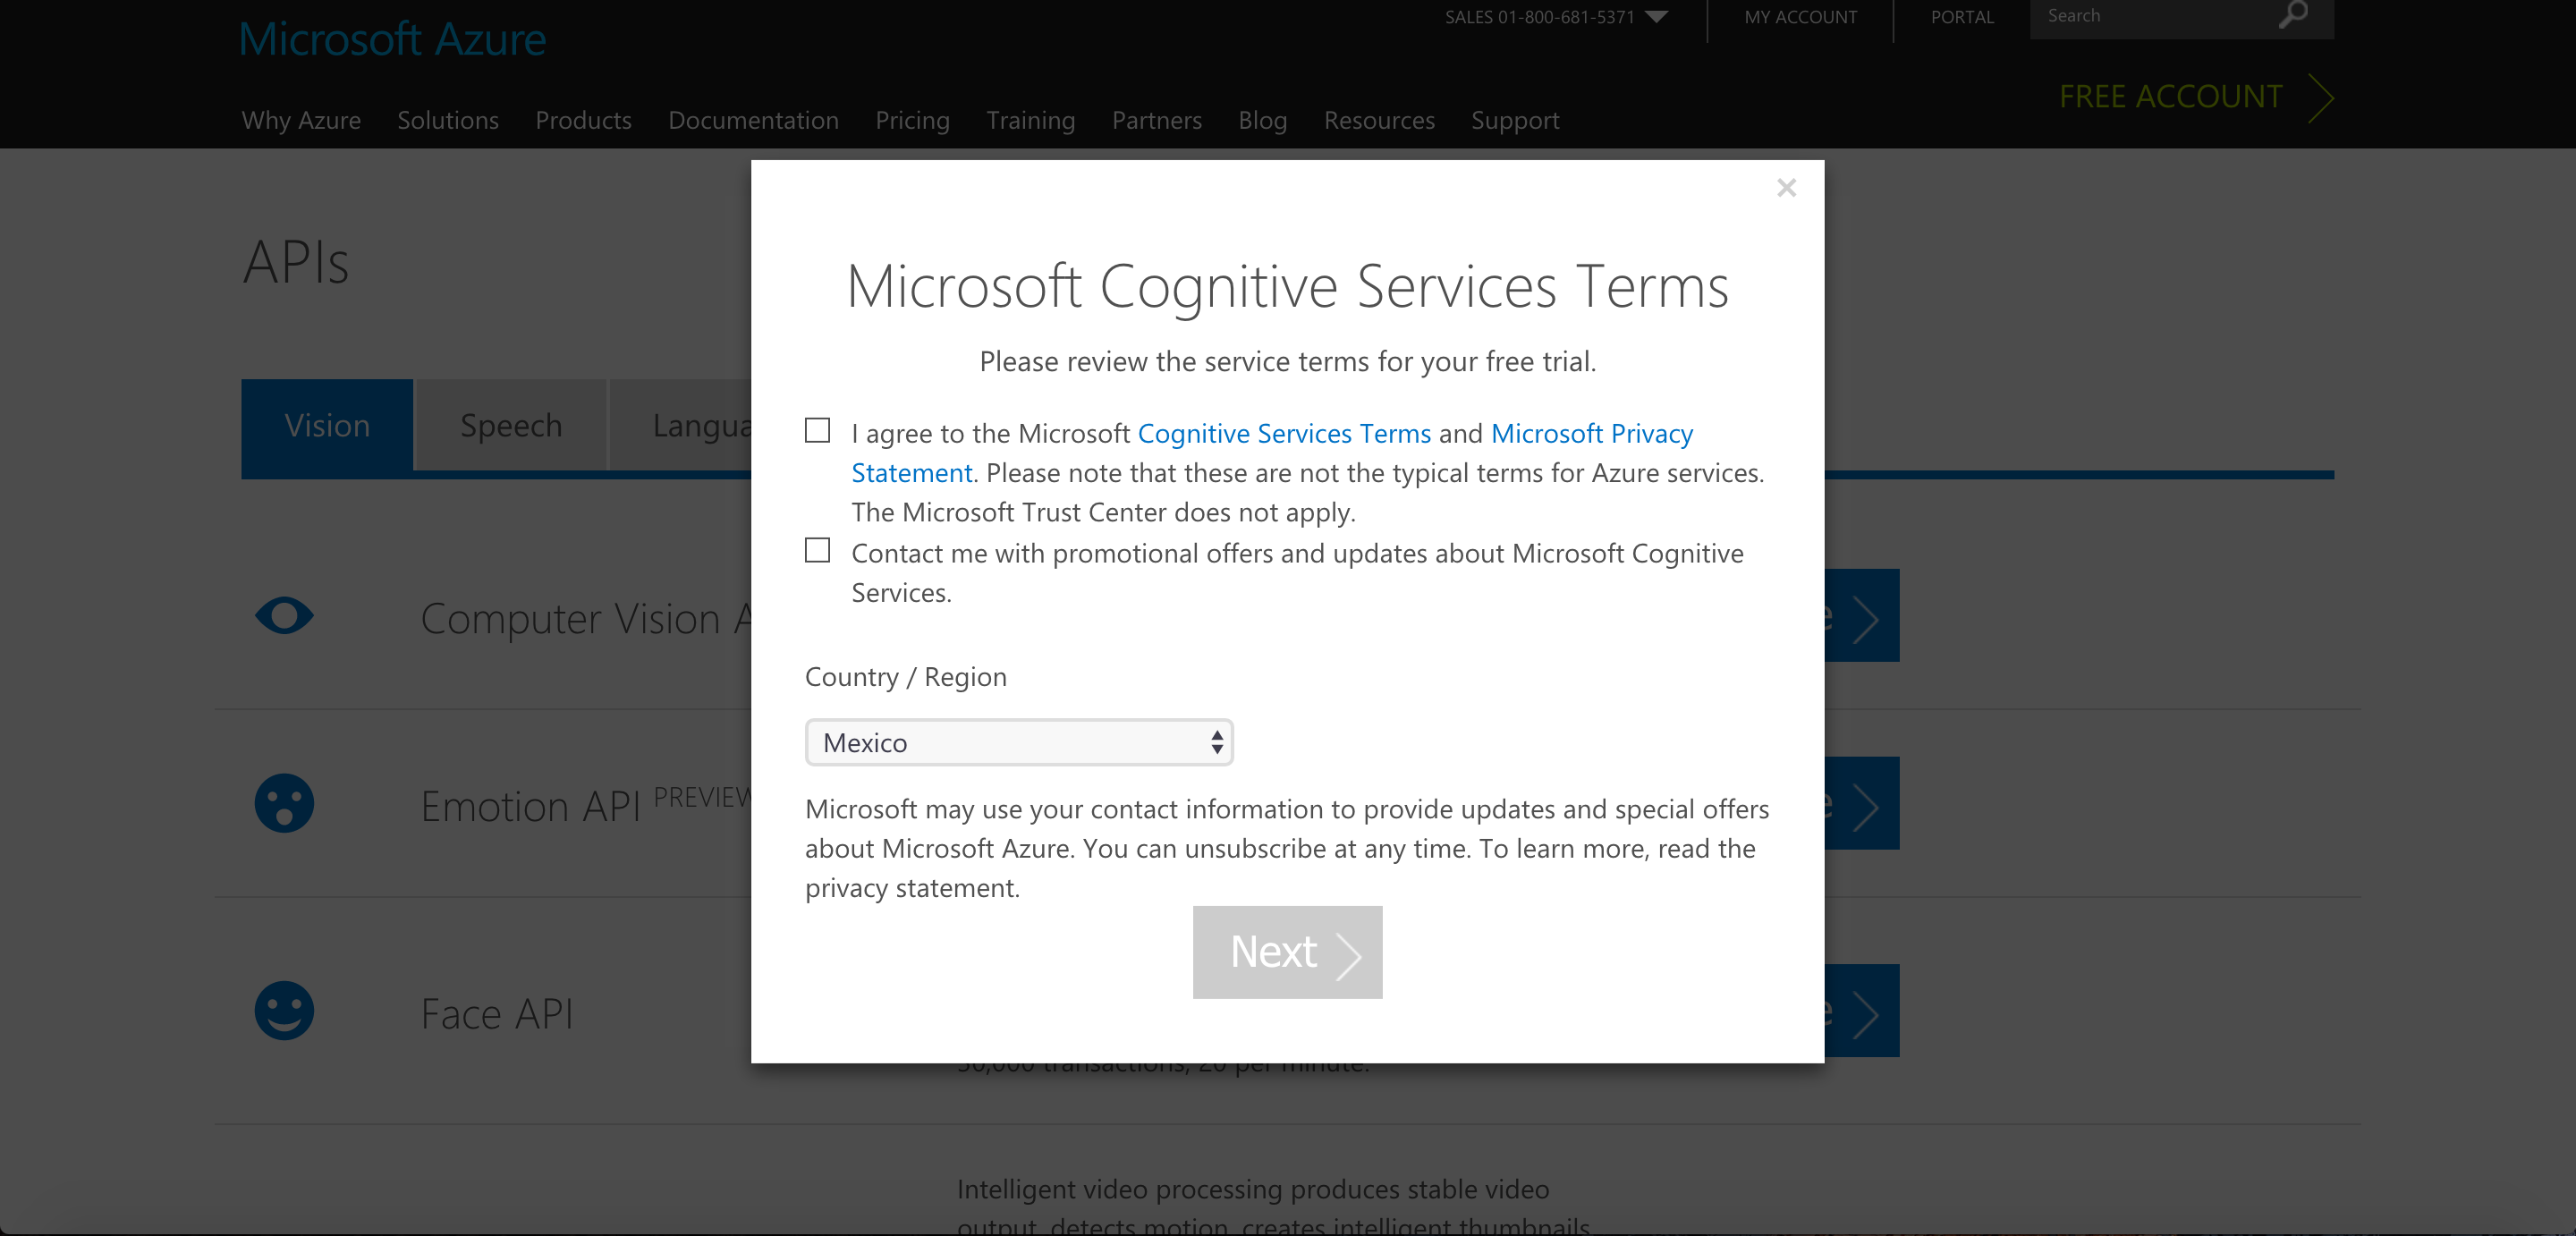 Microsoft Azure
SALES 01-800-681-5371
MY ACCOUNT
PORTAL
Search
FREE ACCOUNT
Why Azure Solutions Products Documentation Pricing Training Partners Blog Resources Support
APIs
Vision
Speech
Computer Vision
Emotion API PREVIEW
Face API
Microsoft Cognitive Services Terms
Please review the service terms for your free trial.
I agree to the Microsoft Cognitive Services Terms and Microsoft Privacy
Statement. Please note that these are not the typical terms for Azure services.
The Microsoft Trust Center does not apply.
Contact me with promotional offers and updates about Microsoft Cognitive
Services.
Country / Region
Mexico
Microsoft may use your contact information to provide updates and special offers
about Microsoft Azure. You can unsubscribe at any time. To learn more, read the
privacy statement.
Next
30,000 transactions, 20 per minute.
Intelligent video processing produces stable video
output, detects motion, creates intelligent thumbnails